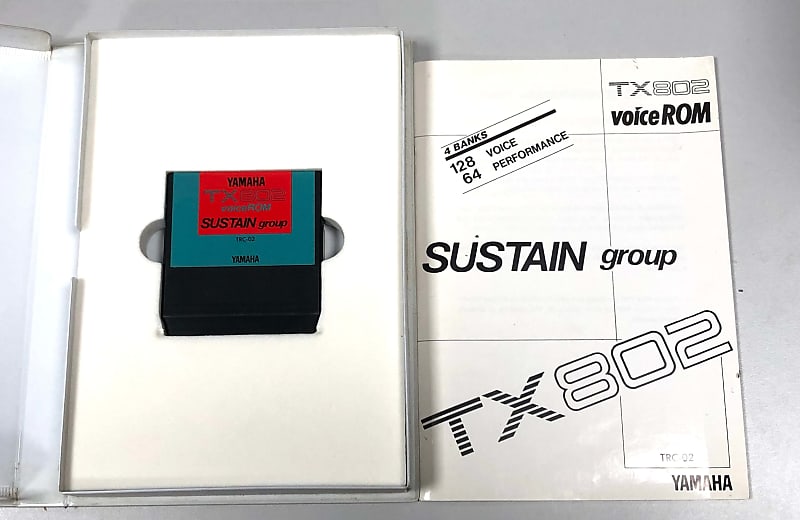 YAMAHA
TX802
voiceROM
SUSTAIN group
TRC-02
YAMAHA
TX802
voiceROM
4 BANKS
128 VOICE
64 PERFORMANCE
SUSTAIN group
TX802
TRC-02
YAMAHA